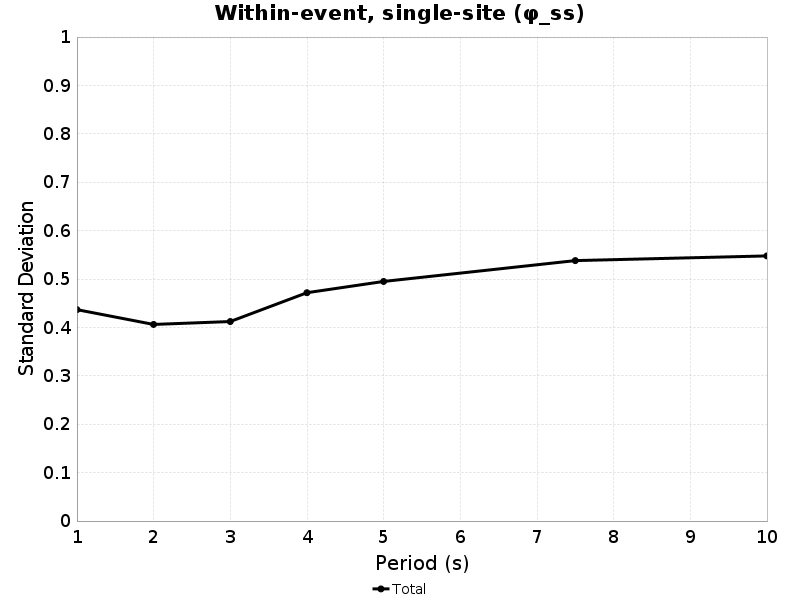 Within-event, single-site (φ_ss)
1
0.9
0.8
0.7
0.6
0.5
0.4
0.3
0.2
0.1
0
Standard Deviation
1 2 3 4 5 6 7 8 9 10
Period (s)
Total